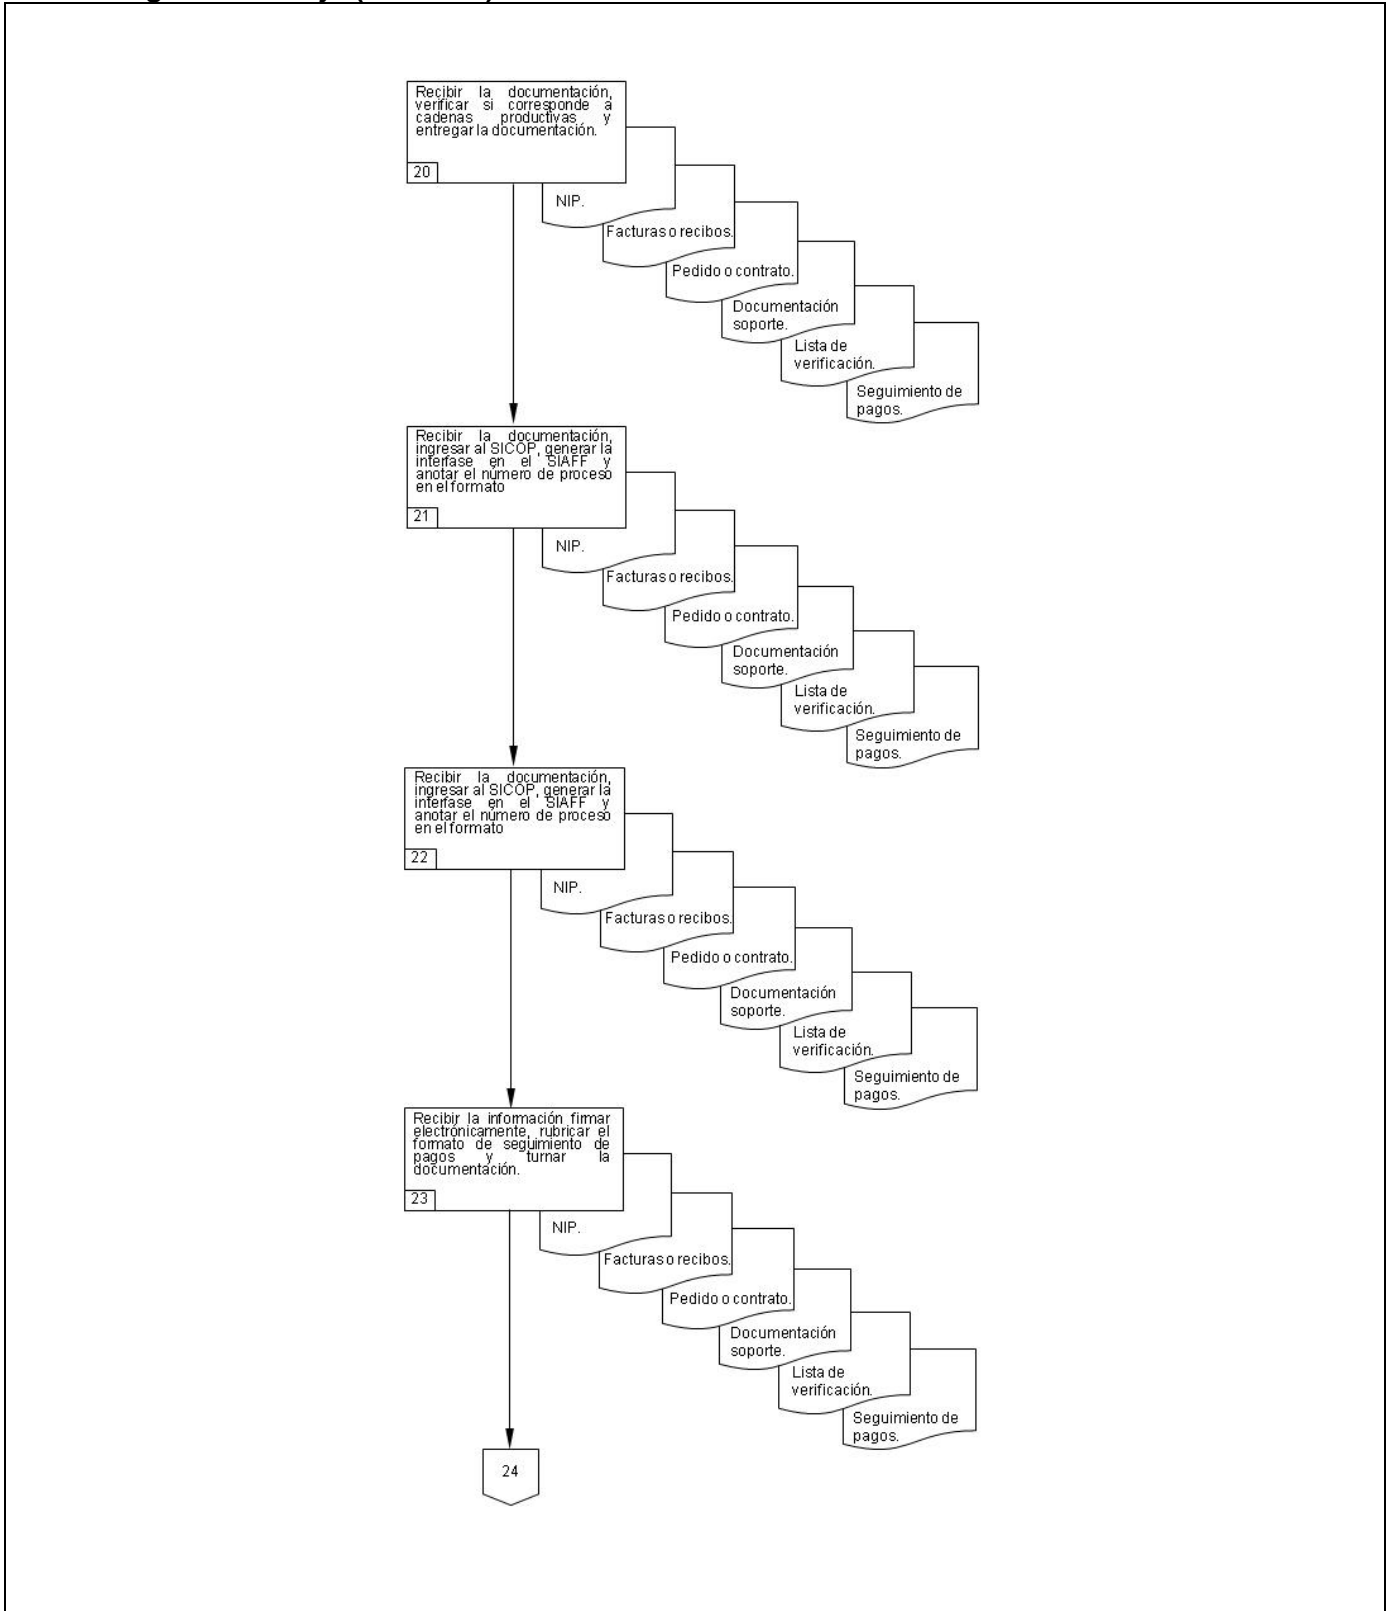 Recibir la documentación,
verificar si corresponde a
cadenas productivas y
entregar la documentación.
20
NIP.
Facturas o recibos.
Pedido o contrato.
Documentación
soporte.
Lista de
verificación.
Seguimiento de
pagos.
Recibir la documentación,
ingresar al SICOP, generar la
interfase en el SIAFF y
anotar el número de proceso
en el formato
21
NIP.
Facturas o recibos.
Pedido o contrato.
Documentación
soporte.
Lista de
verificación.
Seguimiento de
pagos.
Recibir la documentación,
ingresar al SICOP, generar la
interfase en el SIAFF y
anotar el número de proceso
en el formato
22
NIP.
Facturas o recibos.
Pedido o contrato.
Documentación
soporte.
Lista de
verificación.
Seguimiento de
pagos.
Recibir la información firmar
electrónicamente, rubricar el
formato de seguimiento de
pagos y turnar la
documentación.
23
NIP.
Facturas o recibos.
Pedido o contrato.
Documentación
soporte.
Lista de
verificación.
Seguimiento de
pagos.
24